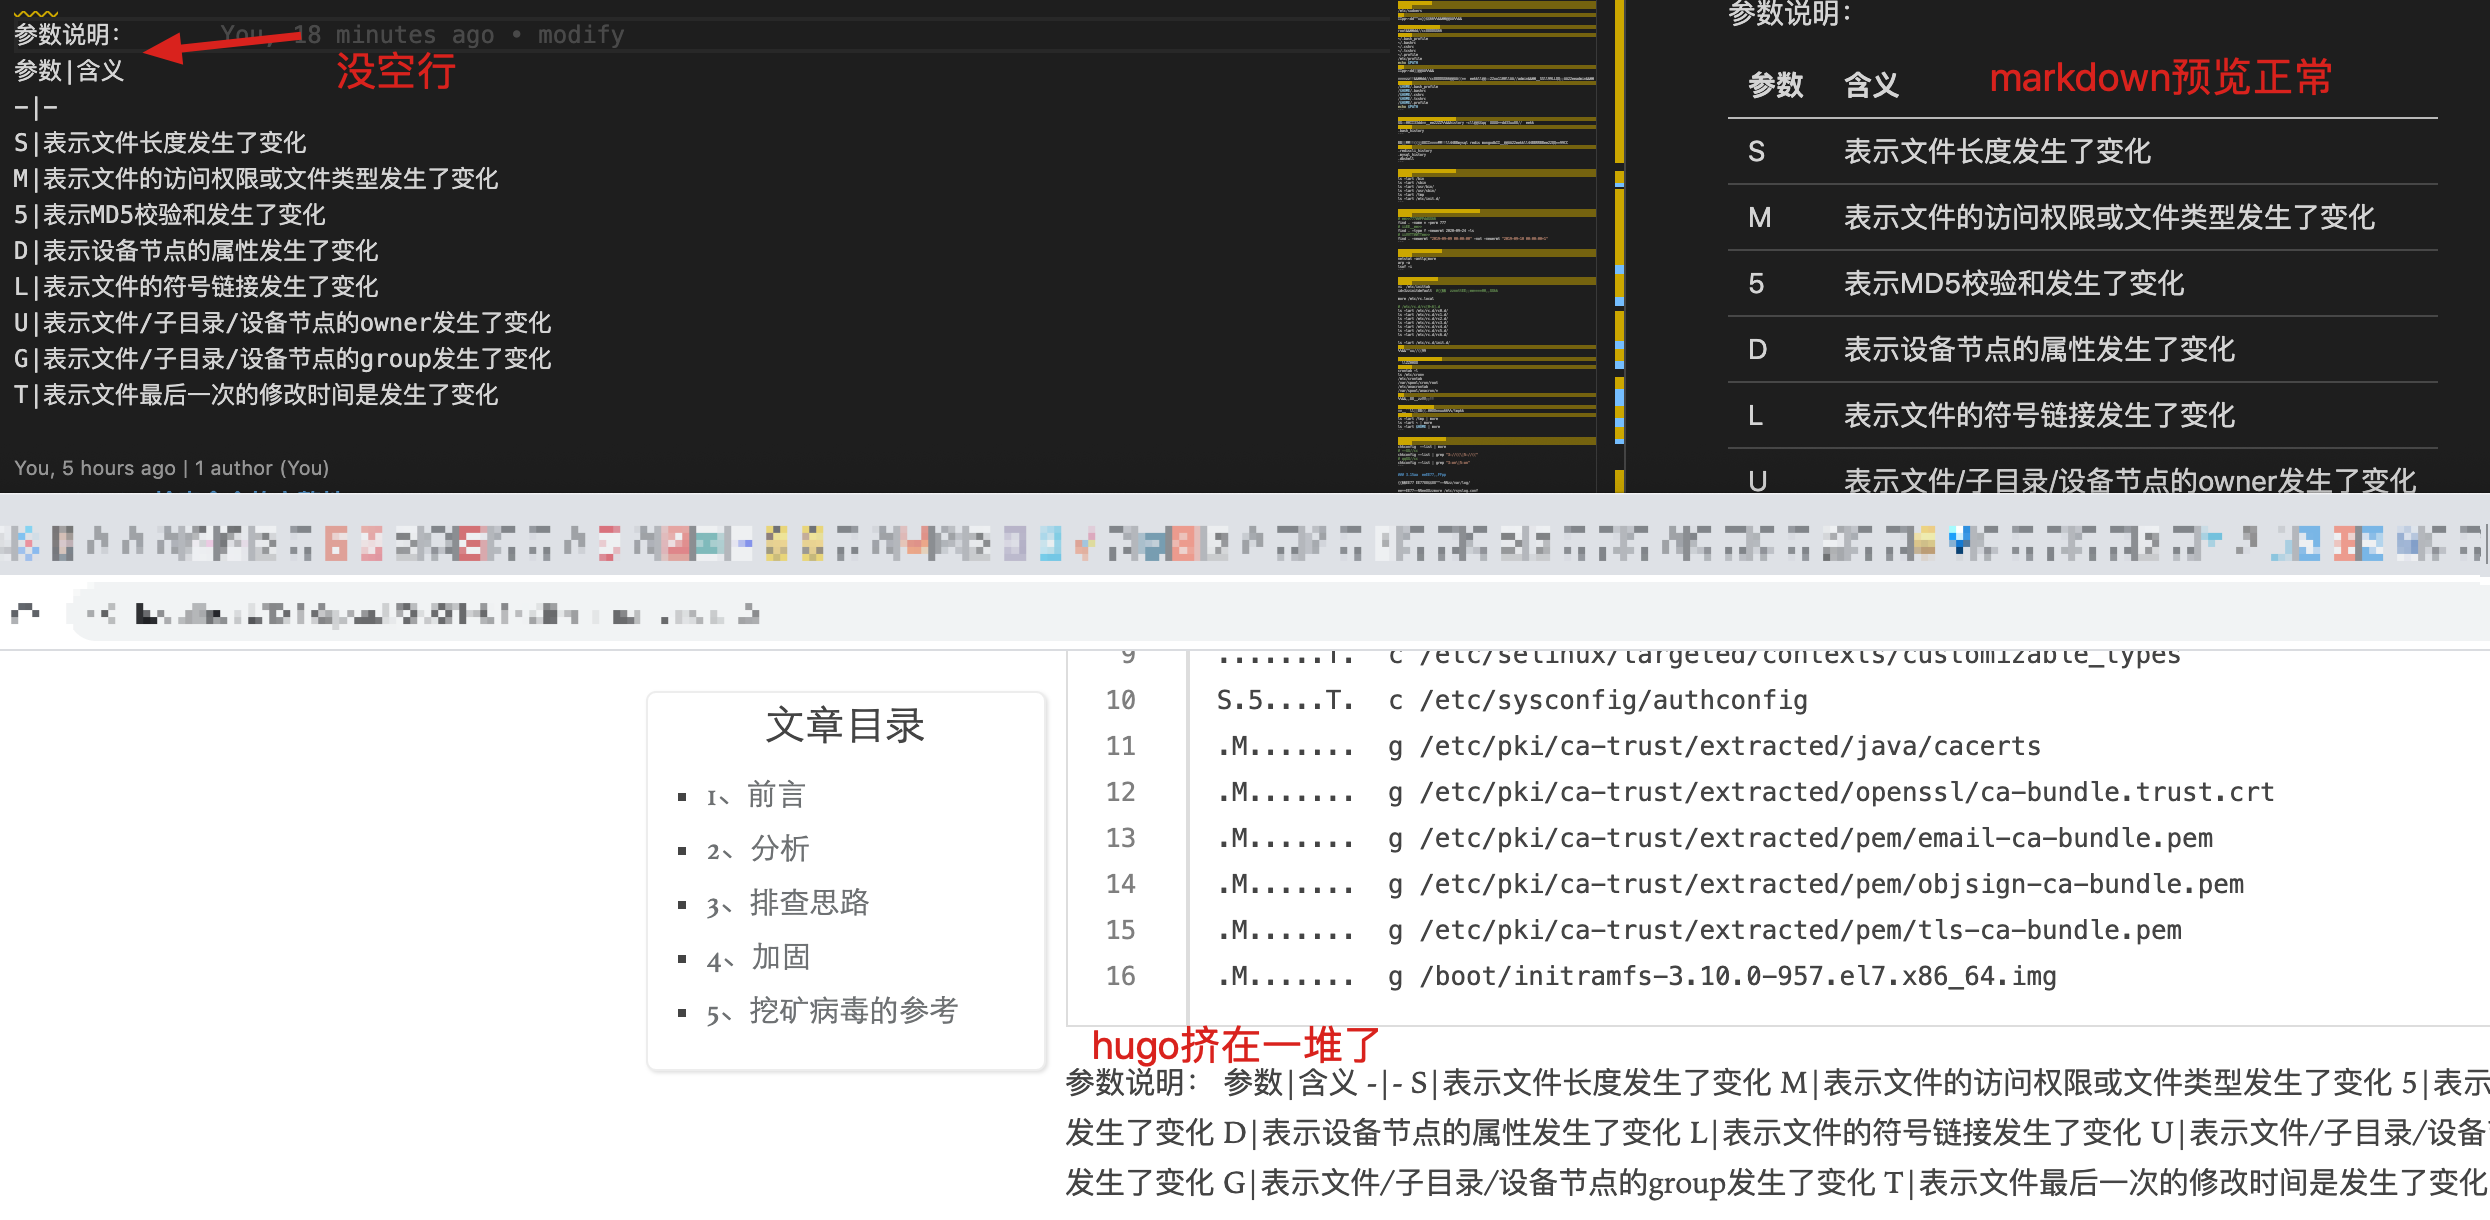 参数说明： You, 18 minutes ago • modify
没空行
参数|含义
-|-
S|表示文件长度发生了变化
M|表示文件的访问权限或文件类型发生了变化
5|表示MD5校验和发生了变化
D|表示设备节点的属性发生了变化
L|表示文件的符号链接发生了变化
U|表示文件/子目录/设备节点的owner发生了变化
G|表示文件/子目录/设备节点的group发生了变化
T|表示文件最后一次的修改时间是发生了变化
You, 5 hours ago | 1 author (You)
参数说明：
参数 含义
markdown预览正常
S 表示文件长度发生了变化
M 表示文件的访问权限或文件类型发生了变化
5 表示MD5校验和发生了变化
D 表示设备节点的属性发生了变化
L 表示文件的符号链接发生了变化
U 表示文件/子目录/设备节点的owner发生了变化
文章目录
1、前言
2、分析
3、排查思路
4、加固
5、挖矿病毒的参考
9 .......T. c /etc/selinux/targeted/contexts/customizable_types
10 S.5....T. c /etc/sysconfig/authconfig
11 .M....... g /etc/pki/ca-trust/extracted/java/cacerts
12 .M....... g /etc/pki/ca-trust/extracted/openssl/ca-bundle.trust.crt
13 .M....... g /etc/pki/ca-trust/extracted/pem/email-ca-bundle.pem
14 .M....... g /etc/pki/ca-trust/extracted/pem/objsign-ca-bundle.pem
15 .M....... g /etc/pki/ca-trust/extracted/pem/tls-ca-bundle.pem
16 .M....... g /boot/initramfs-3.10.0-957.el7.x86_64.img
hugo挤在一堆了
参数说明： 参数|含义 -|- S|表示文件长度发生了变化 M|表示文件的访问权限或文件类型发生了变化 5|表示
发生了变化 D|表示设备节点的属性发生了变化 L|表示文件的符号链接发生了变化 U|表示文件/子目录/设备
发生了变化 G|表示文件/子目录/设备节点的group发生了变化 T|表示文件最后一次的修改时间是发生了变化